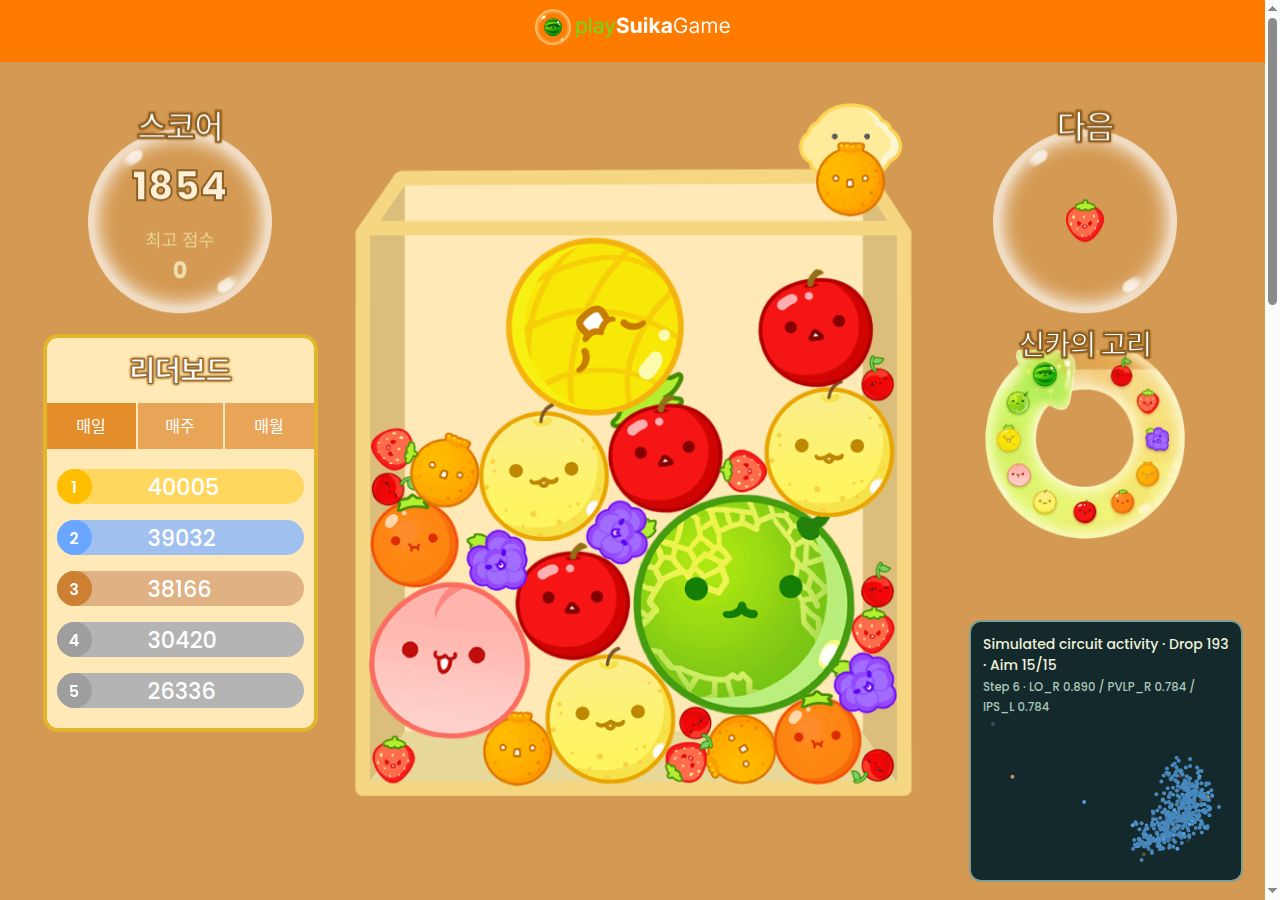 playSuikaGame
스코어
1854
최고 점수
0
다음
리더보드
매일 매주 매월
1 40005
2 39032
3 38166
4 30420
5 26336
신카의 고리
Simulated circuit activity · Drop 193
· Aim 15/15
Step 6 · LO_R 0.890 / PVLP_R 0.784 /
IPS_L 0.784